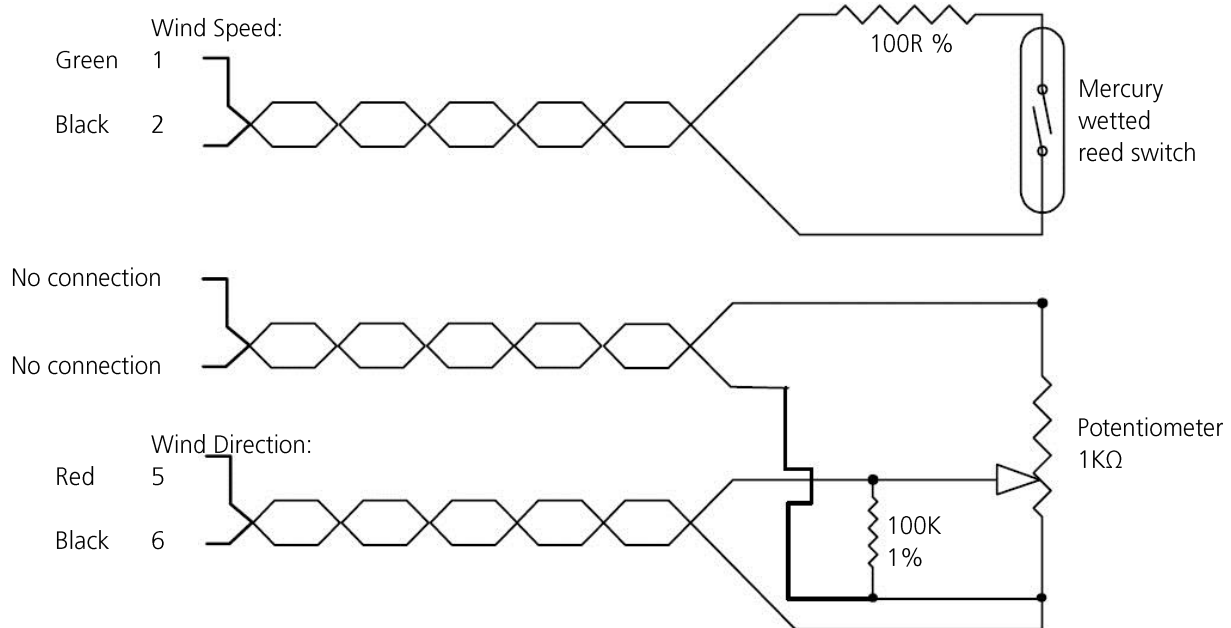 Wind Speed:
Green 1
Black 2
100R %
Mercury
wetted
reed switch
No connection
No connection
Wind Direction:
Red 5
Black 6
Potentiometer
1KΩ
100K
1%